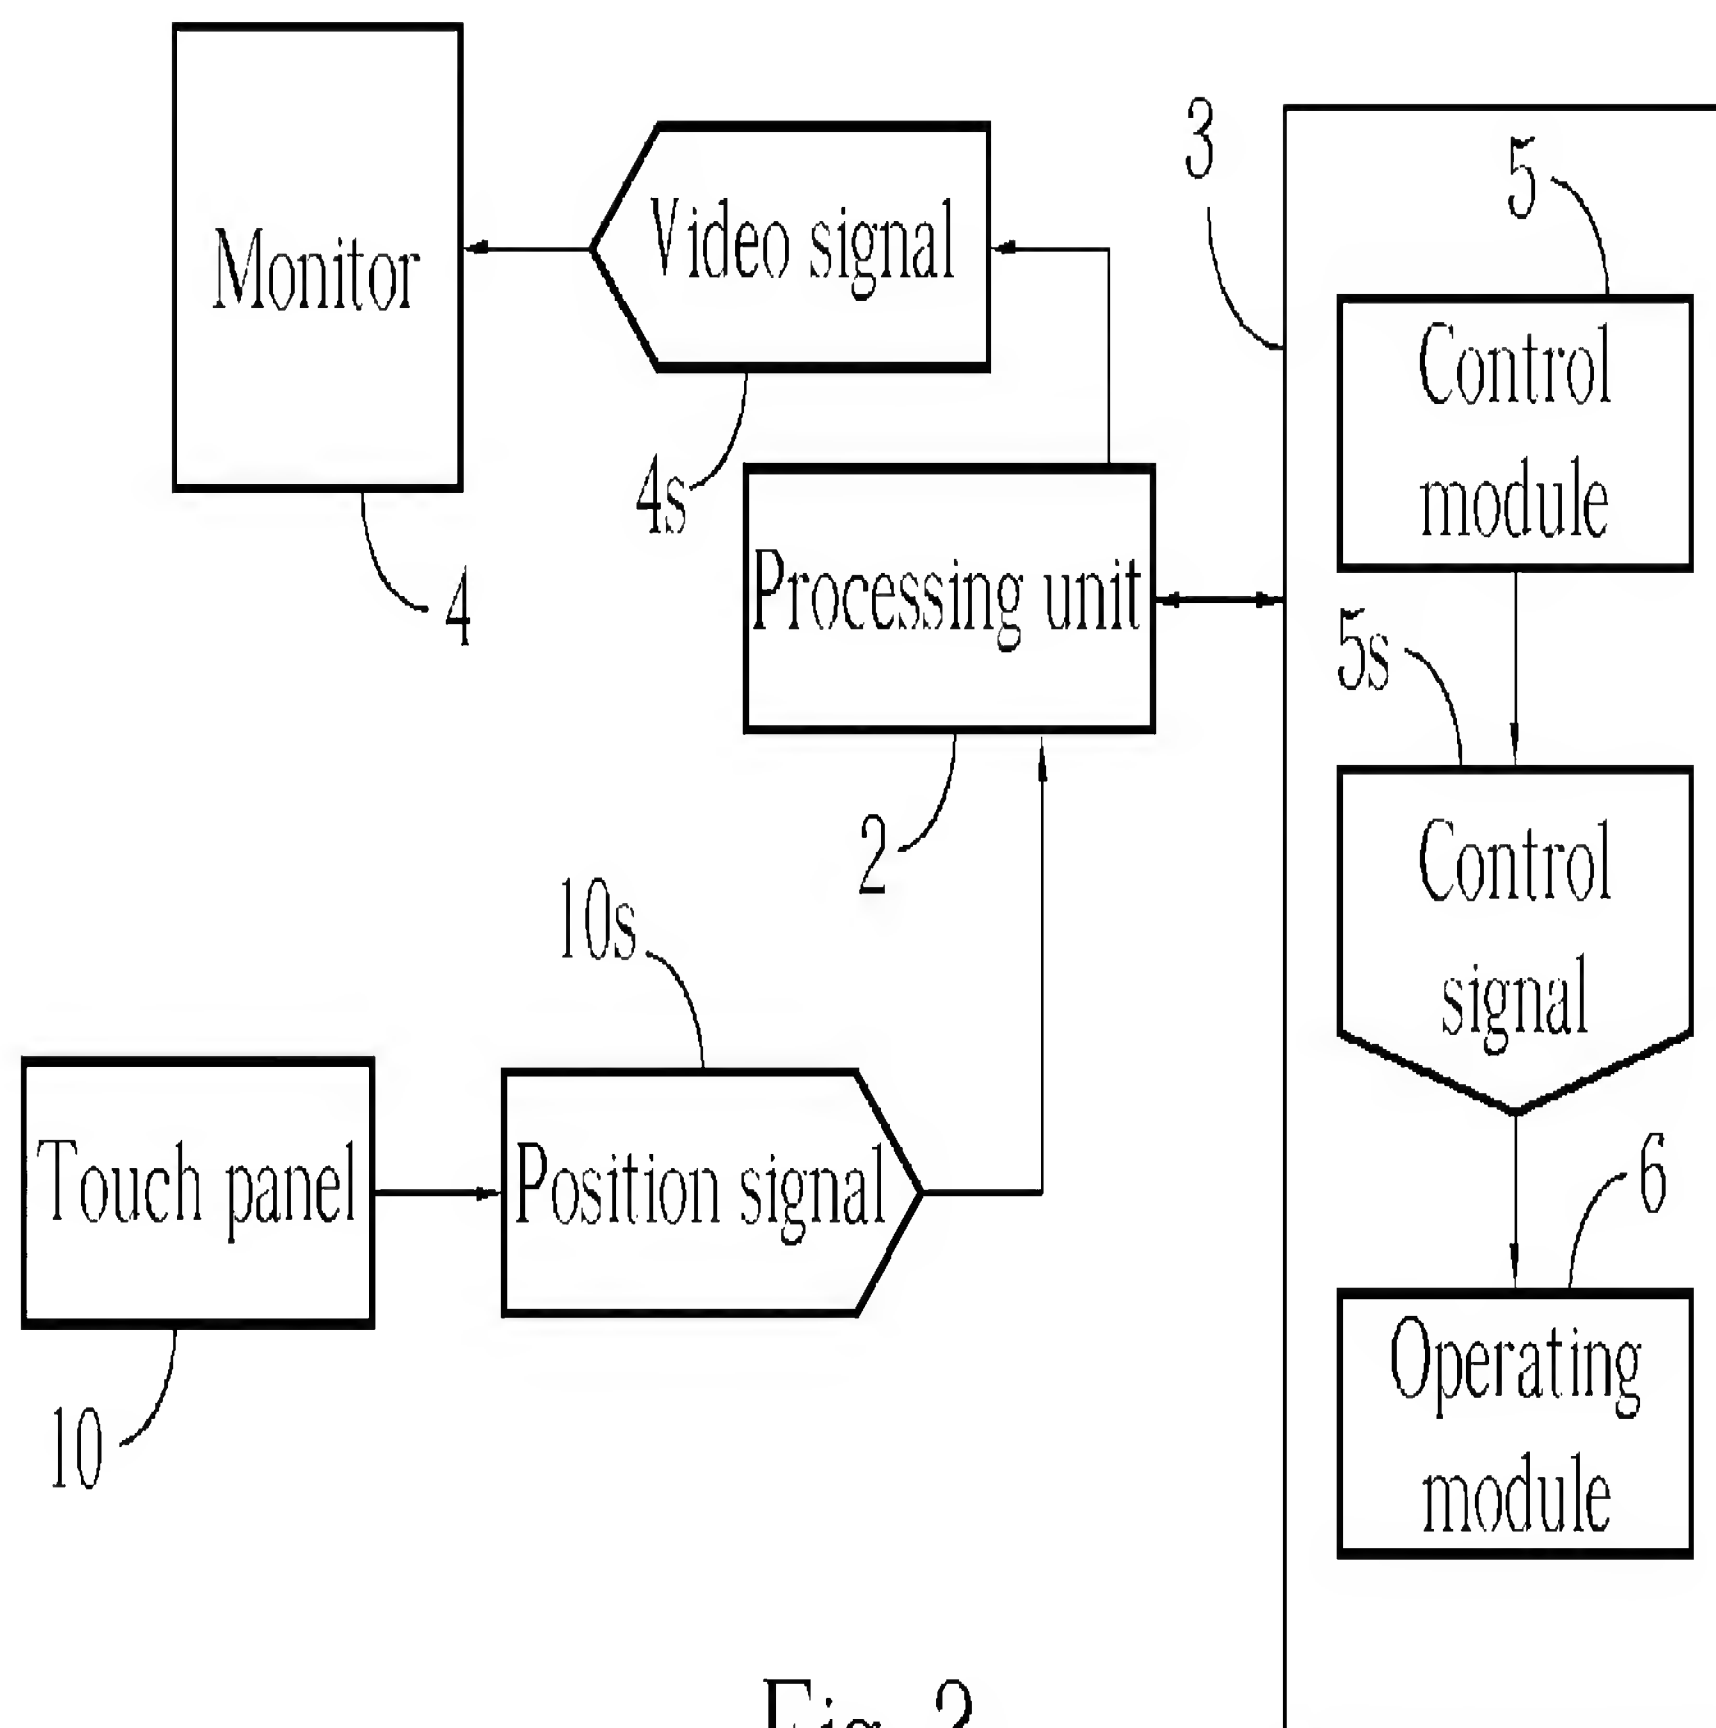 3
5
Monitor
Video signal
Control
module
4s
4
Processing unit
5s
2
Control
signal
10s
Touch panel
Position signal
6
10
Operating
module